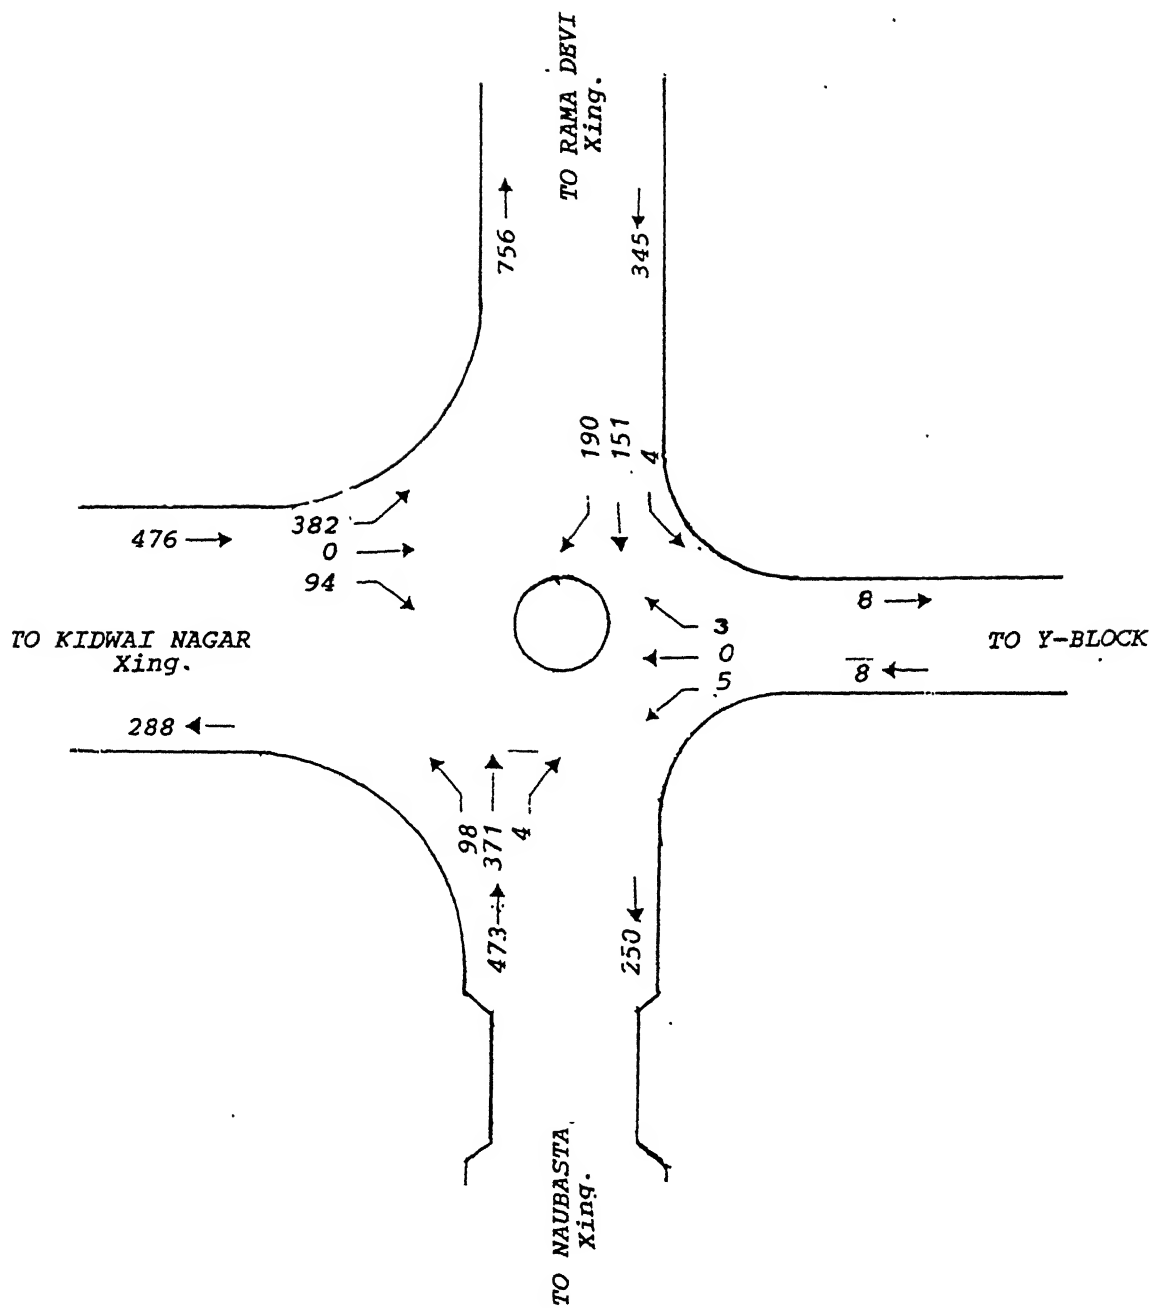 TO RAMA DEVI
Xing.
756
345
190
151
4
476
382
0
94
8
TO KIDWAI NAGAR
Xing.
3
0
5
TO Y-BLOCK
8
288
98
371
4
473
250
TO NAUBASTA
Xing.